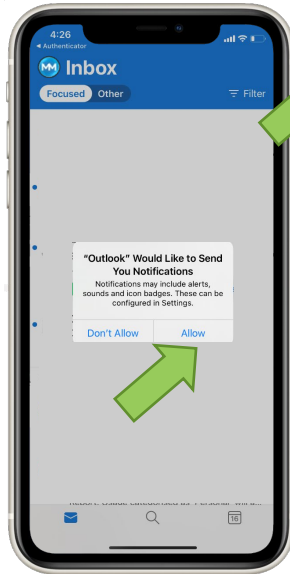 4:26
◀ Authenticator
MM Inbox
Focused Other
Filter
"Outlook" Would Like to Send
You Notifications
Notifications may include alerts,
sounds and icon badges. These can be
configured in Settings.
Don't Allow Allow
16